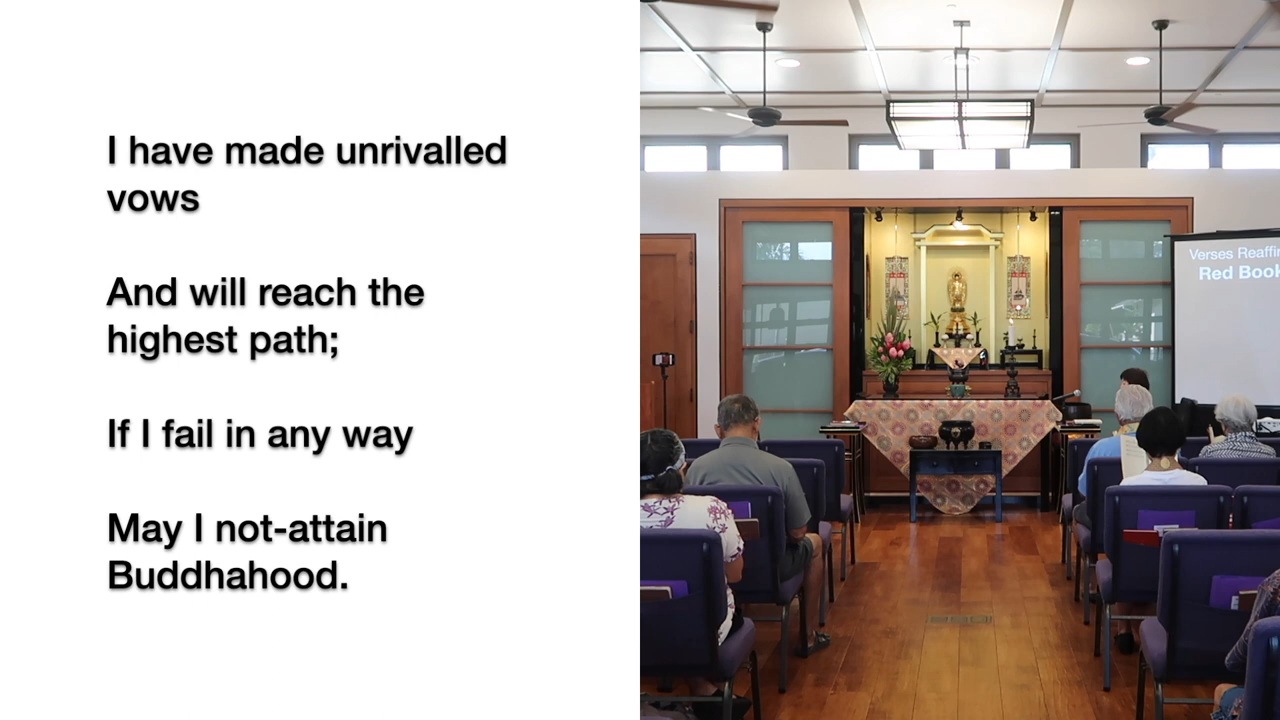 I have made unrivalled
vows
And will reach the
highest path;
If I fail in any way
May I not-attain
Buddhahood.
Verses Reaffir
Red Book